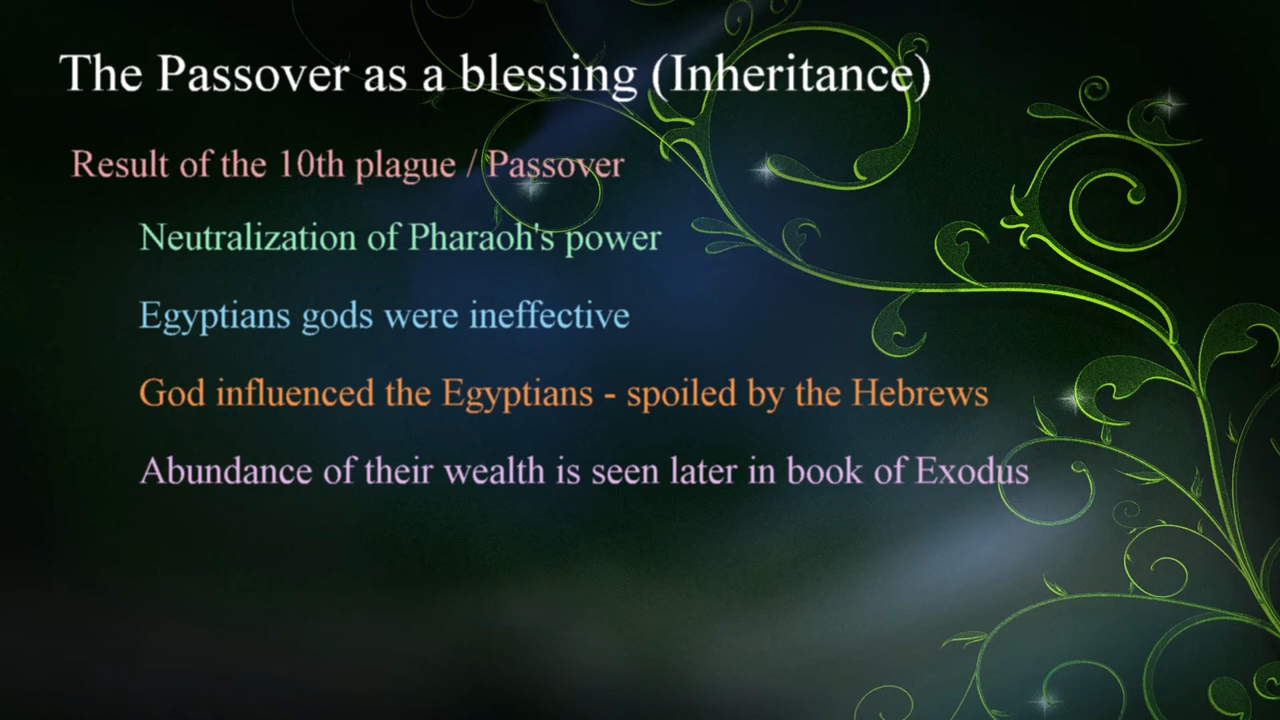 The Passover as a blessing (Inheritance)
Result of the 10th plague / Passover
Neutralization of Pharaoh's power
Egyptians gods were ineffective
God influenced the Egyptians - spoiled by the Hebrews
Abundance of their wealth is seen later in book of Exodus